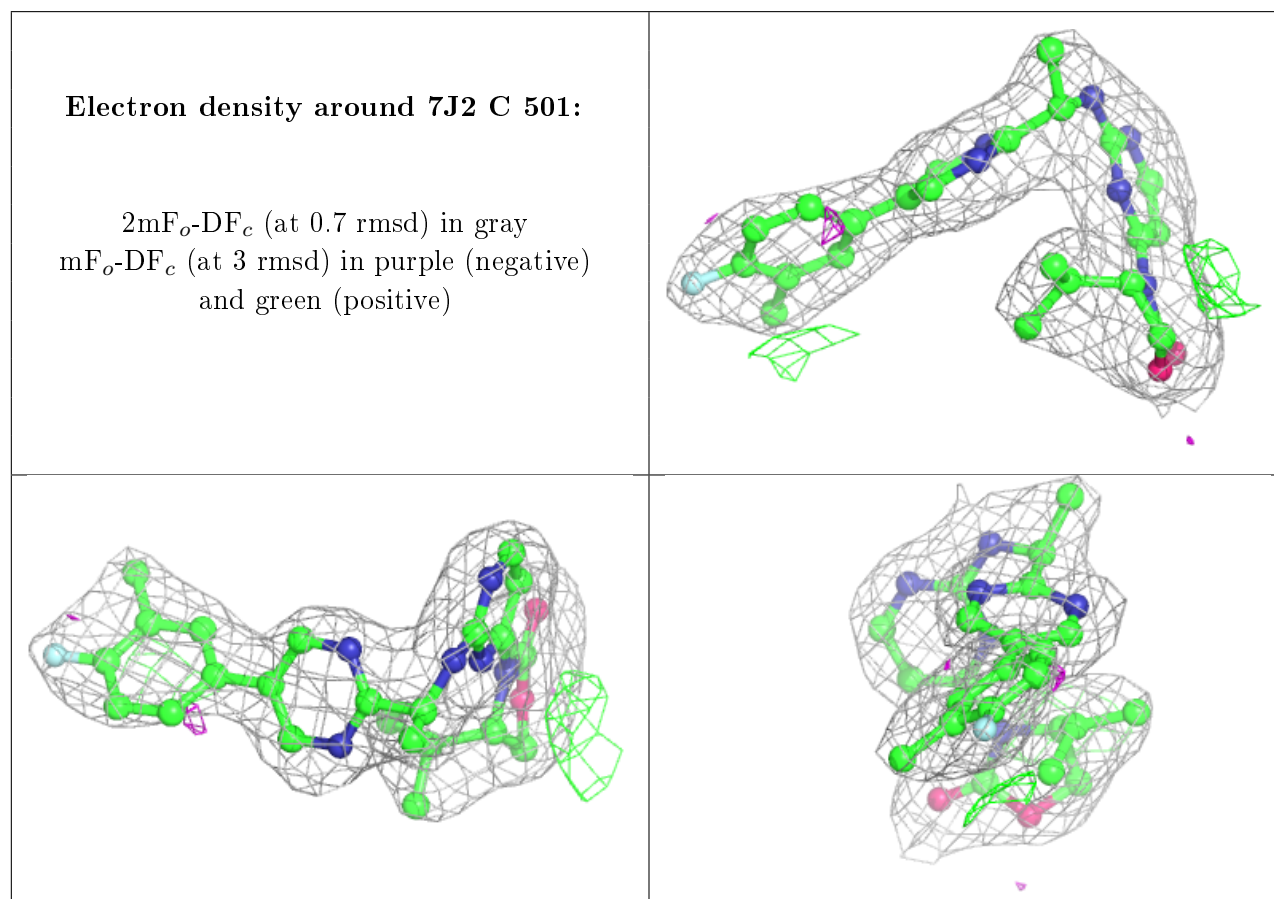 Electron density around 7J2 C 501:
2mFₒ-DF𝒸 (at 0.7 rmsd) in gray
mFₒ-DF𝒸 (at 3 rmsd) in purple (negative)
and green (positive)